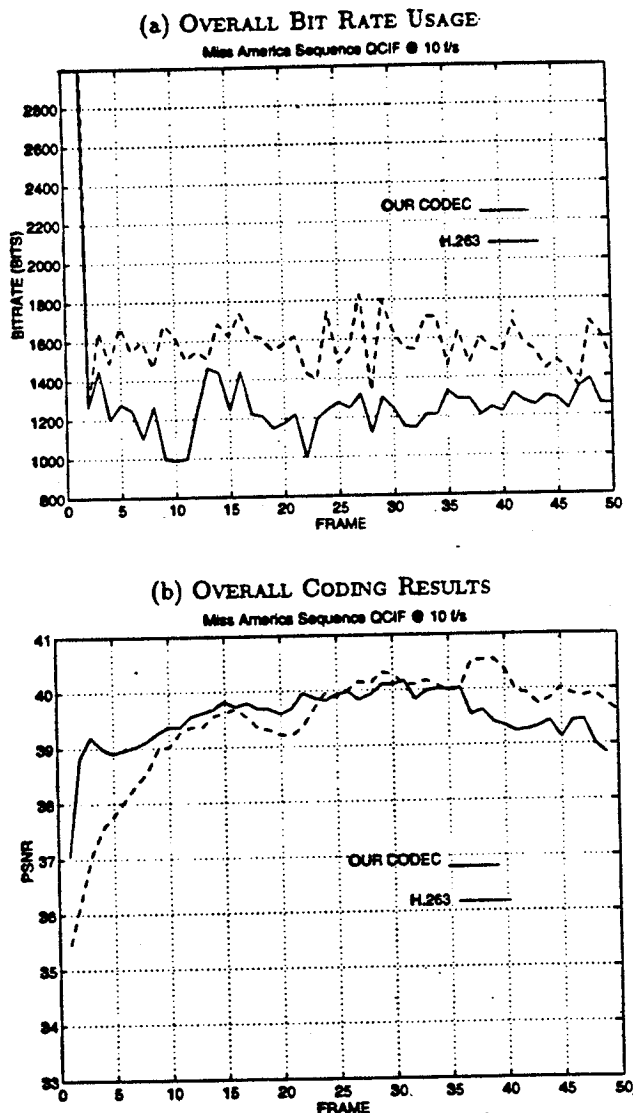 (a) OVERALL BIT RATE USAGE
Miss America Sequence QCIF @ 10 f/s
2800
2600
2400
2200
2000
1800
1600
1400
1200
1000
800
BITRATE (BITS)
OUR CODEC
H.263
0 5 10 15 20 25 30 35 40 45 50
FRAME
(b) OVERALL CODING RESULTS
Miss America Sequence QCIF @ 10 f/s
41
40
39
38
37
36
35
34
33
PSNR
OUR CODEC
H.263
0 5 10 15 20 25 30 35 40 45 50
FRAME